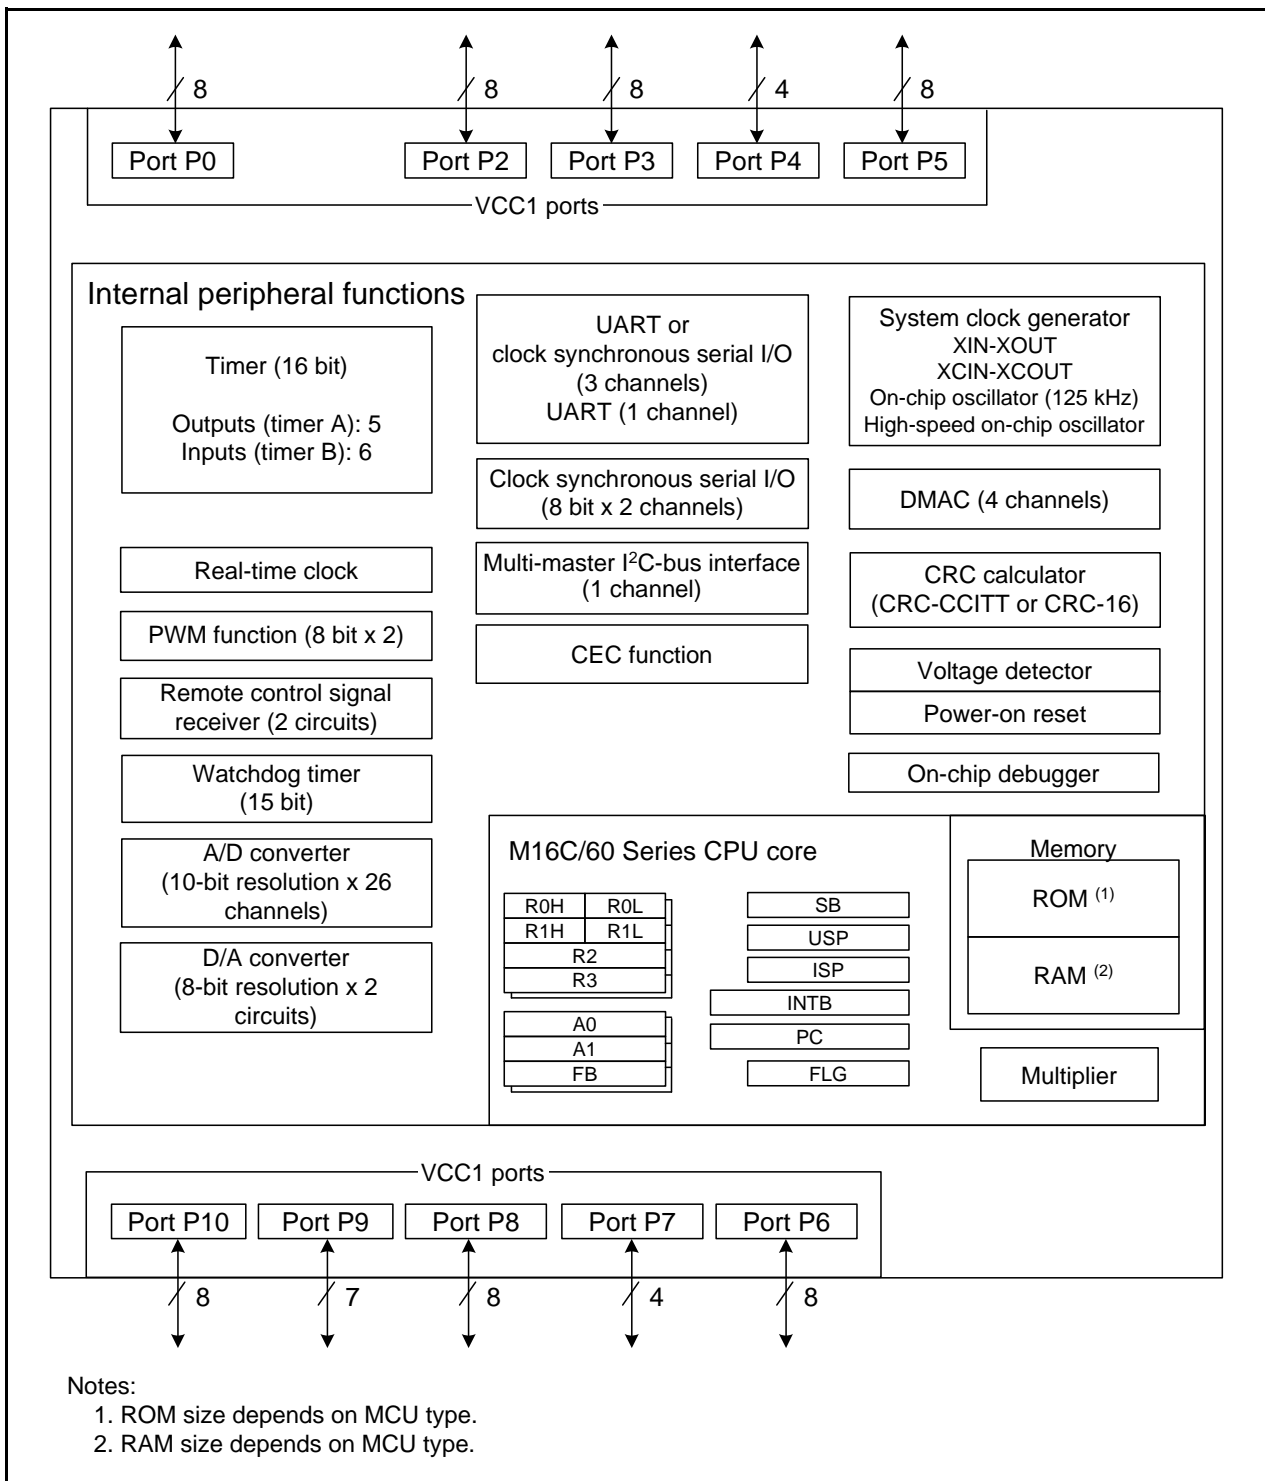 8
8
8
4
8
Port P0
Port P2
Port P3
Port P4
Port P5
VCC1 ports
Internal peripheral functions
Timer (16 bit)
Outputs (timer A): 5
Inputs (timer B): 6
Real-time clock
PWM function (8 bit x 2)
Remote control signal
receiver (2 circuits)
Watchdog timer
(15 bit)
A/D converter
(10-bit resolution x 26
channels)
D/A converter
(8-bit resolution x 2
circuits)
UART or
clock synchronous serial I/O
(3 channels)
UART (1 channel)
Clock synchronous serial I/O
(8 bit x 2 channels)
Multi-master I²C-bus interface
(1 channel)
CEC function
System clock generator
XIN-XOUT
XCIN-XCOUT
On-chip oscillator (125 kHz)
High-speed on-chip oscillator
DMAC (4 channels)
CRC calculator
(CRC-CCITT or CRC-16)
Voltage detector
Power-on reset
On-chip debugger
M16C/60 Series CPU core
R0H
R0L
R1H
R1L
R2
R3
A0
A1
FB
SB
USP
ISP
INTB
PC
FLG
Memory
ROM (1)
RAM (2)
Multiplier
VCC1 ports
Port P10
Port P9
Port P8
Port P7
Port P6
8
7
8
4
8
Notes:
1. ROM size depends on MCU type.
2. RAM size depends on MCU type.